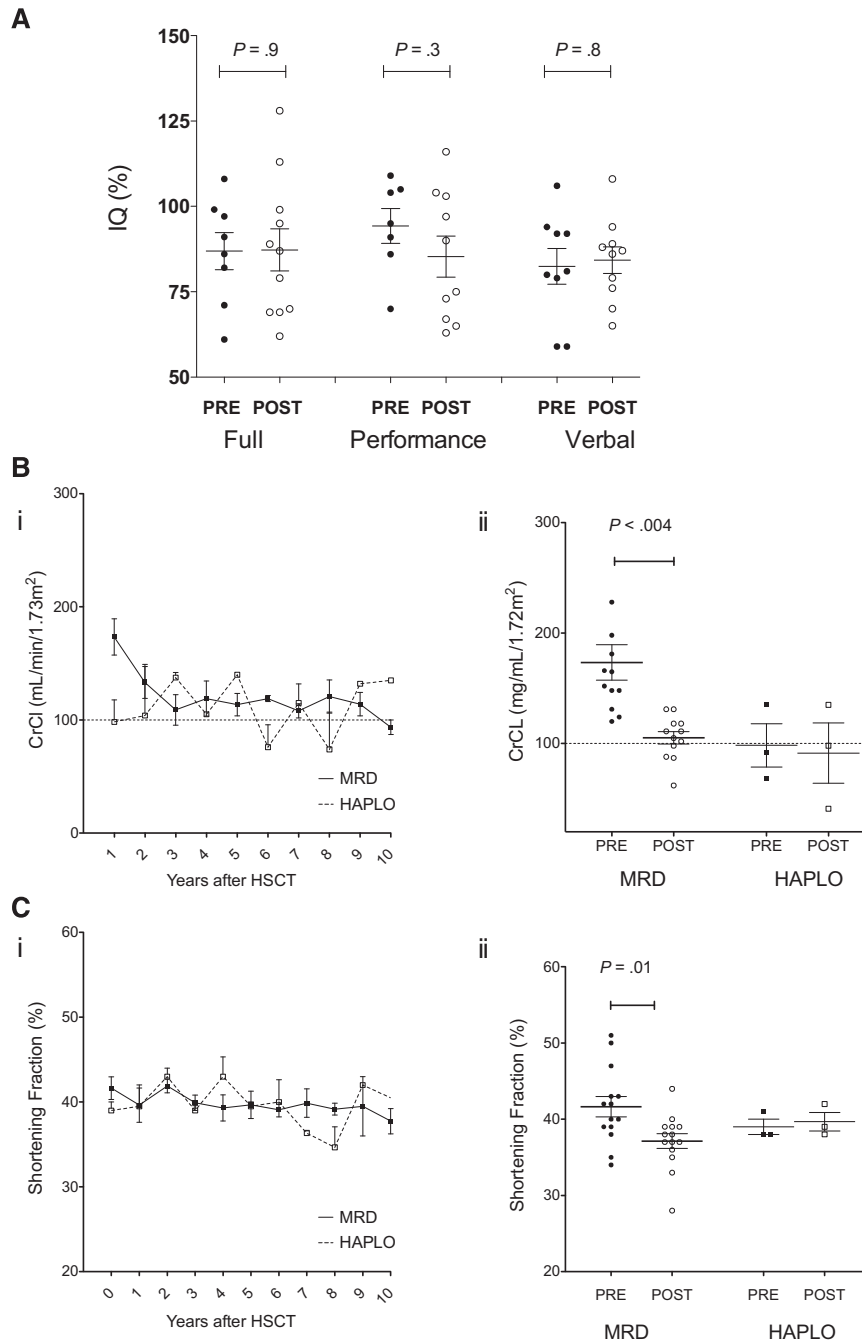 A
150
125
100
75
50
IQ (%)
P = .9
P = .3
P = .8
PRE POST PRE POST PRE POST
Full Performance Verbal
B
i
300
200
100
0
CrCl (mL/min/1.73m²)
MRD
HAPLO
1 2 3 4 5 6 7 8 9 10
Years after HSCT
ii
300
200
100
CrCL (mg/mL/1.72m²)
P < .004
PRE POST PRE POST
MRD HAPLO
C
i
60
50
40
30
20
Shortening Fraction (%)
MRD
HAPLO
0 1 2 3 4 5 6 7 8 9 10
Years after HSCT
ii
60
50
40
30
20
Shortening Fraction (%)
P = .01
PRE POST PRE POST
MRD HAPLO